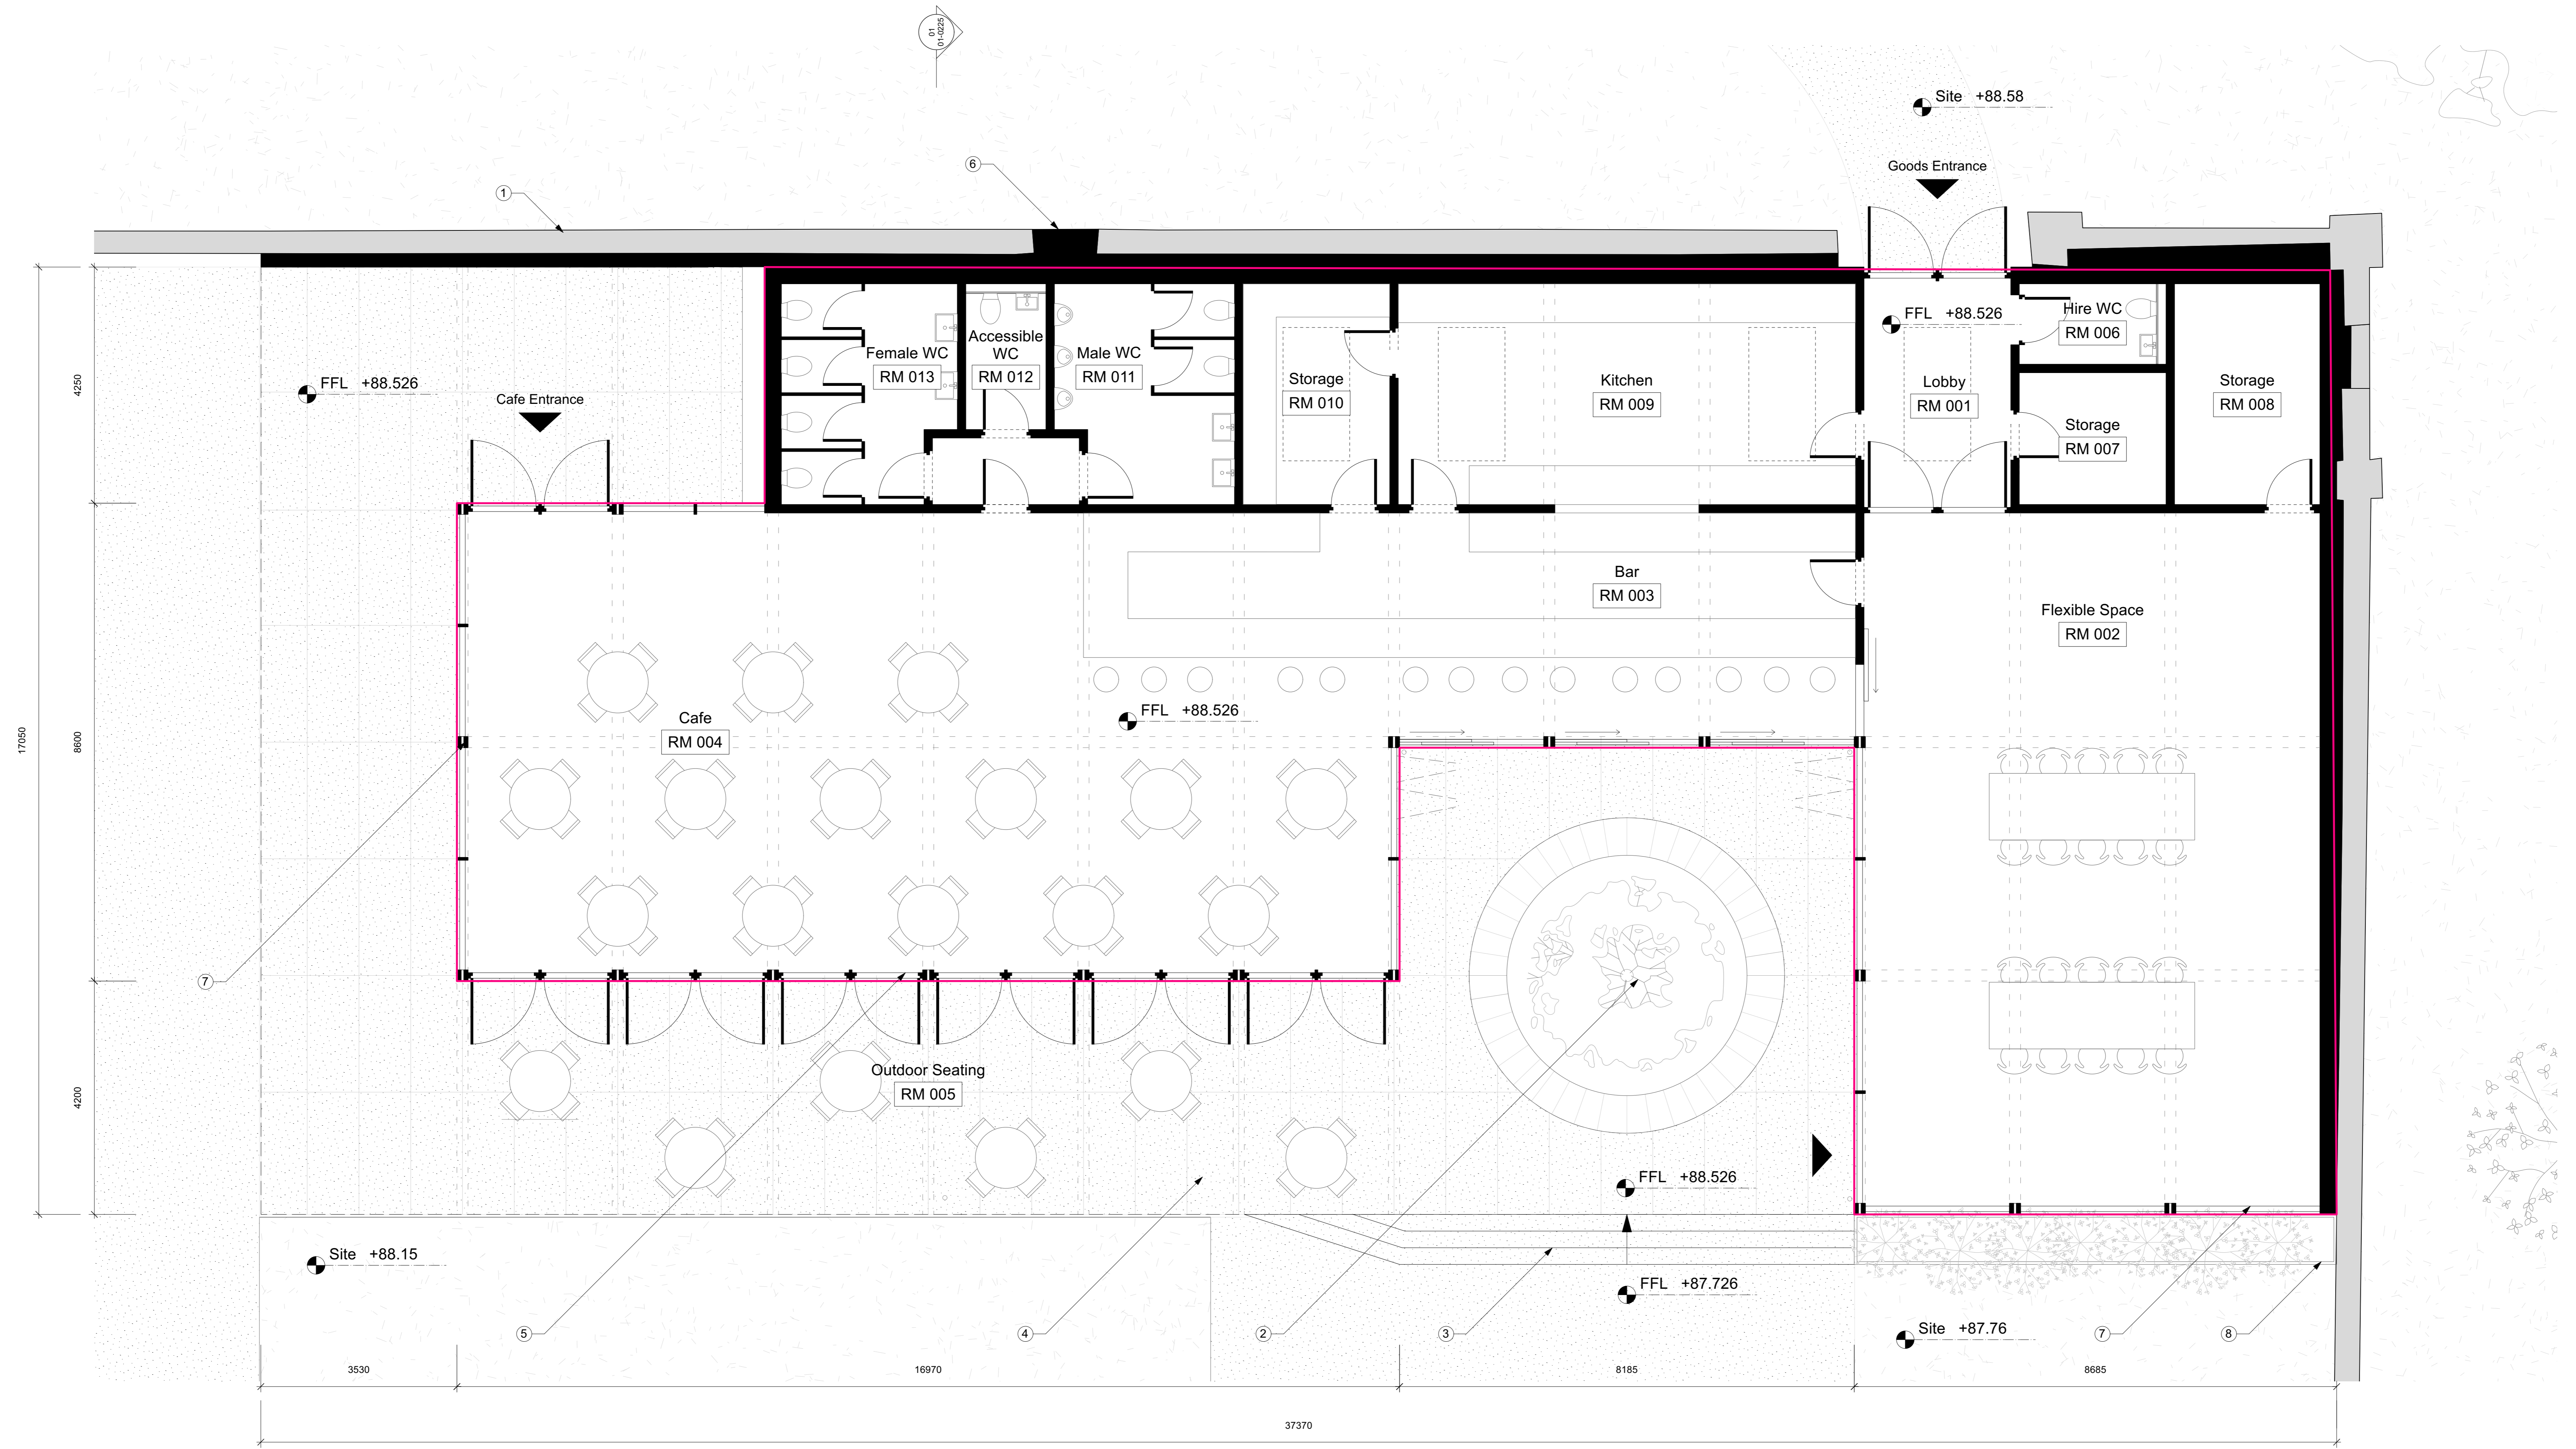 01
01-0225
Site +88.58
Goods Entrance
6
1
FFL +88.526
Hire WC
RM 006
Accessible
WC
RM 012
Female WC
RM 013
Male WC
RM 011
Storage
RM 010
Kitchen
RM 009
Lobby
RM 001
Storage
RM 008
Storage
RM 007
FFL +88.526
Cafe Entrance
4250
17050
8600
4200
Bar
RM 003
Flexible Space
RM 002
Cafe
RM 004
FFL +88.526
7
Outdoor Seating
RM 005
FFL +88.526
Site +88.15
FFL +87.726
Site +87.76
5
4
2
3
7
8
3530
16970
8185
8685
37370